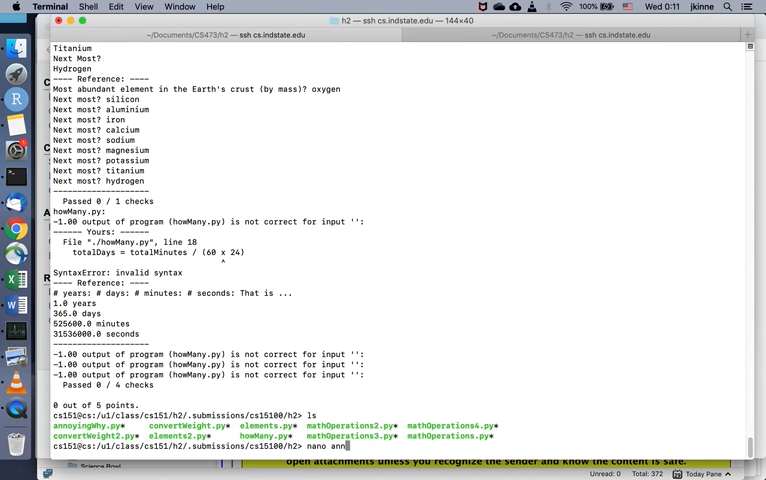 Terminal Shell Edit View Window Help
100% Wed 0:11 jkinne
h2 — ssh cs.indstate.edu — 144×40
~/Documents/CS473/h2 — ssh cs.indstate.edu
~/Documents/CS473/h2 — ssh cs.indstate.edu
Titanium
Next Most?
Hydrogen
---- Reference: ----
Most abundant element in the Earth's crust (by mass)? oxygen
Next most? silicon
Next most? aluminium
Next most? iron
Next most? calcium
Next most? sodium
Next most? magnesium
Next most? potassium
Next most? titanium
Next most? hydrogen
--------------------
Passed 0 / 1 checks
howMany.py:
-1.00 output of program (howMany.py) is not correct for input '':
------ Yours: ------
File "./howMany.py", line 18
totalDays = totalMinutes / (60 x 24)
^
SyntaxError: invalid syntax
---- Reference: ----
# years: # days: # minutes: # seconds: That is ...
1.0 years
365.0 days
525600.0 minutes
31536000.0 seconds
--------------------
-1.00 output of program (howMany.py) is not correct for input '':
-1.00 output of program (howMany.py) is not correct for input '':
-1.00 output of program (howMany.py) is not correct for input '':
Passed 0 / 4 checks
0 out of 5 points.
cs151@cs:/u1/class/cs151/h2/.submissions/cs15100/h2> ls
annoyingWhy.py* convertWeight.py* elements.py* mathOperations2.py* mathOperations4.py*
convertWeight2.py* elements2.py* howMany.py* mathOperations3.py* mathOperations.py*
cs151@cs:/u1/class/cs151/h2/.submissions/cs15100/h2> nano ann
Science Bowl
open attachments unless you recognize the sender and know the content is safe.
Unread: 0 Total: 372 Today Pane